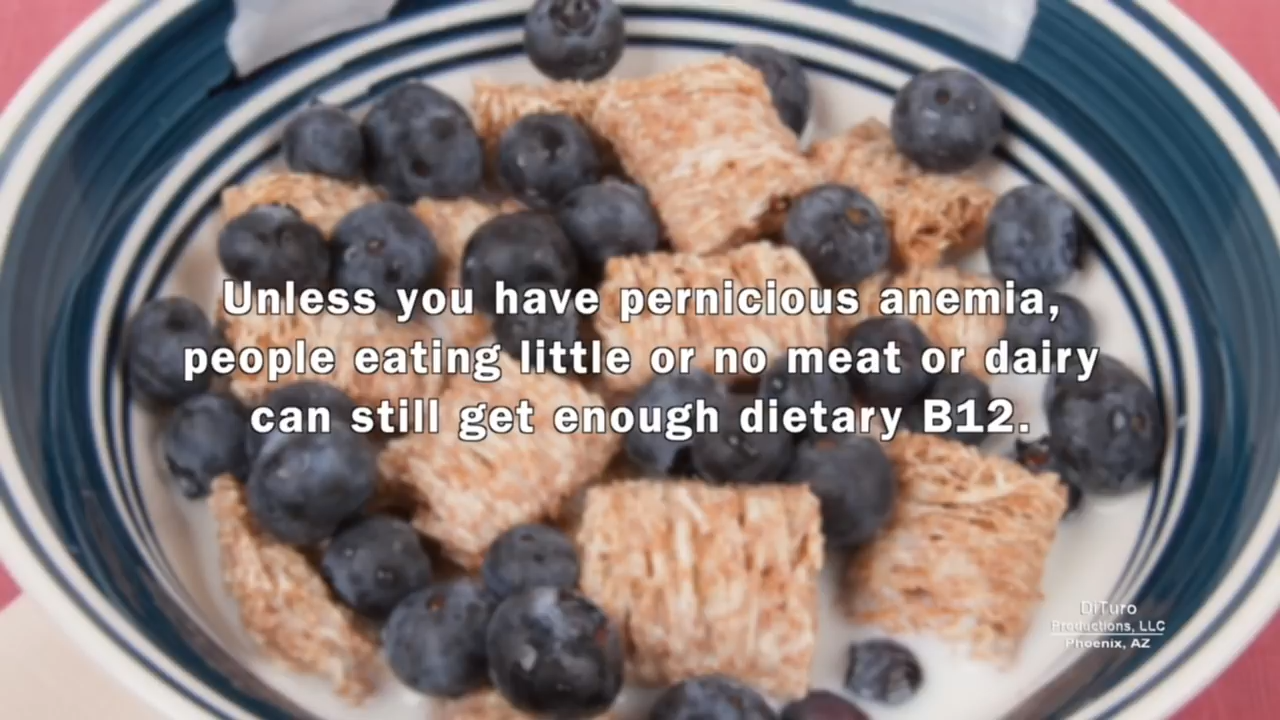 Unless you have pernicious anemia,
people eating little or no meat or dairy
can still get enough dietary B12.
DiTuro
Productions, LLC
Phoenix, AZ